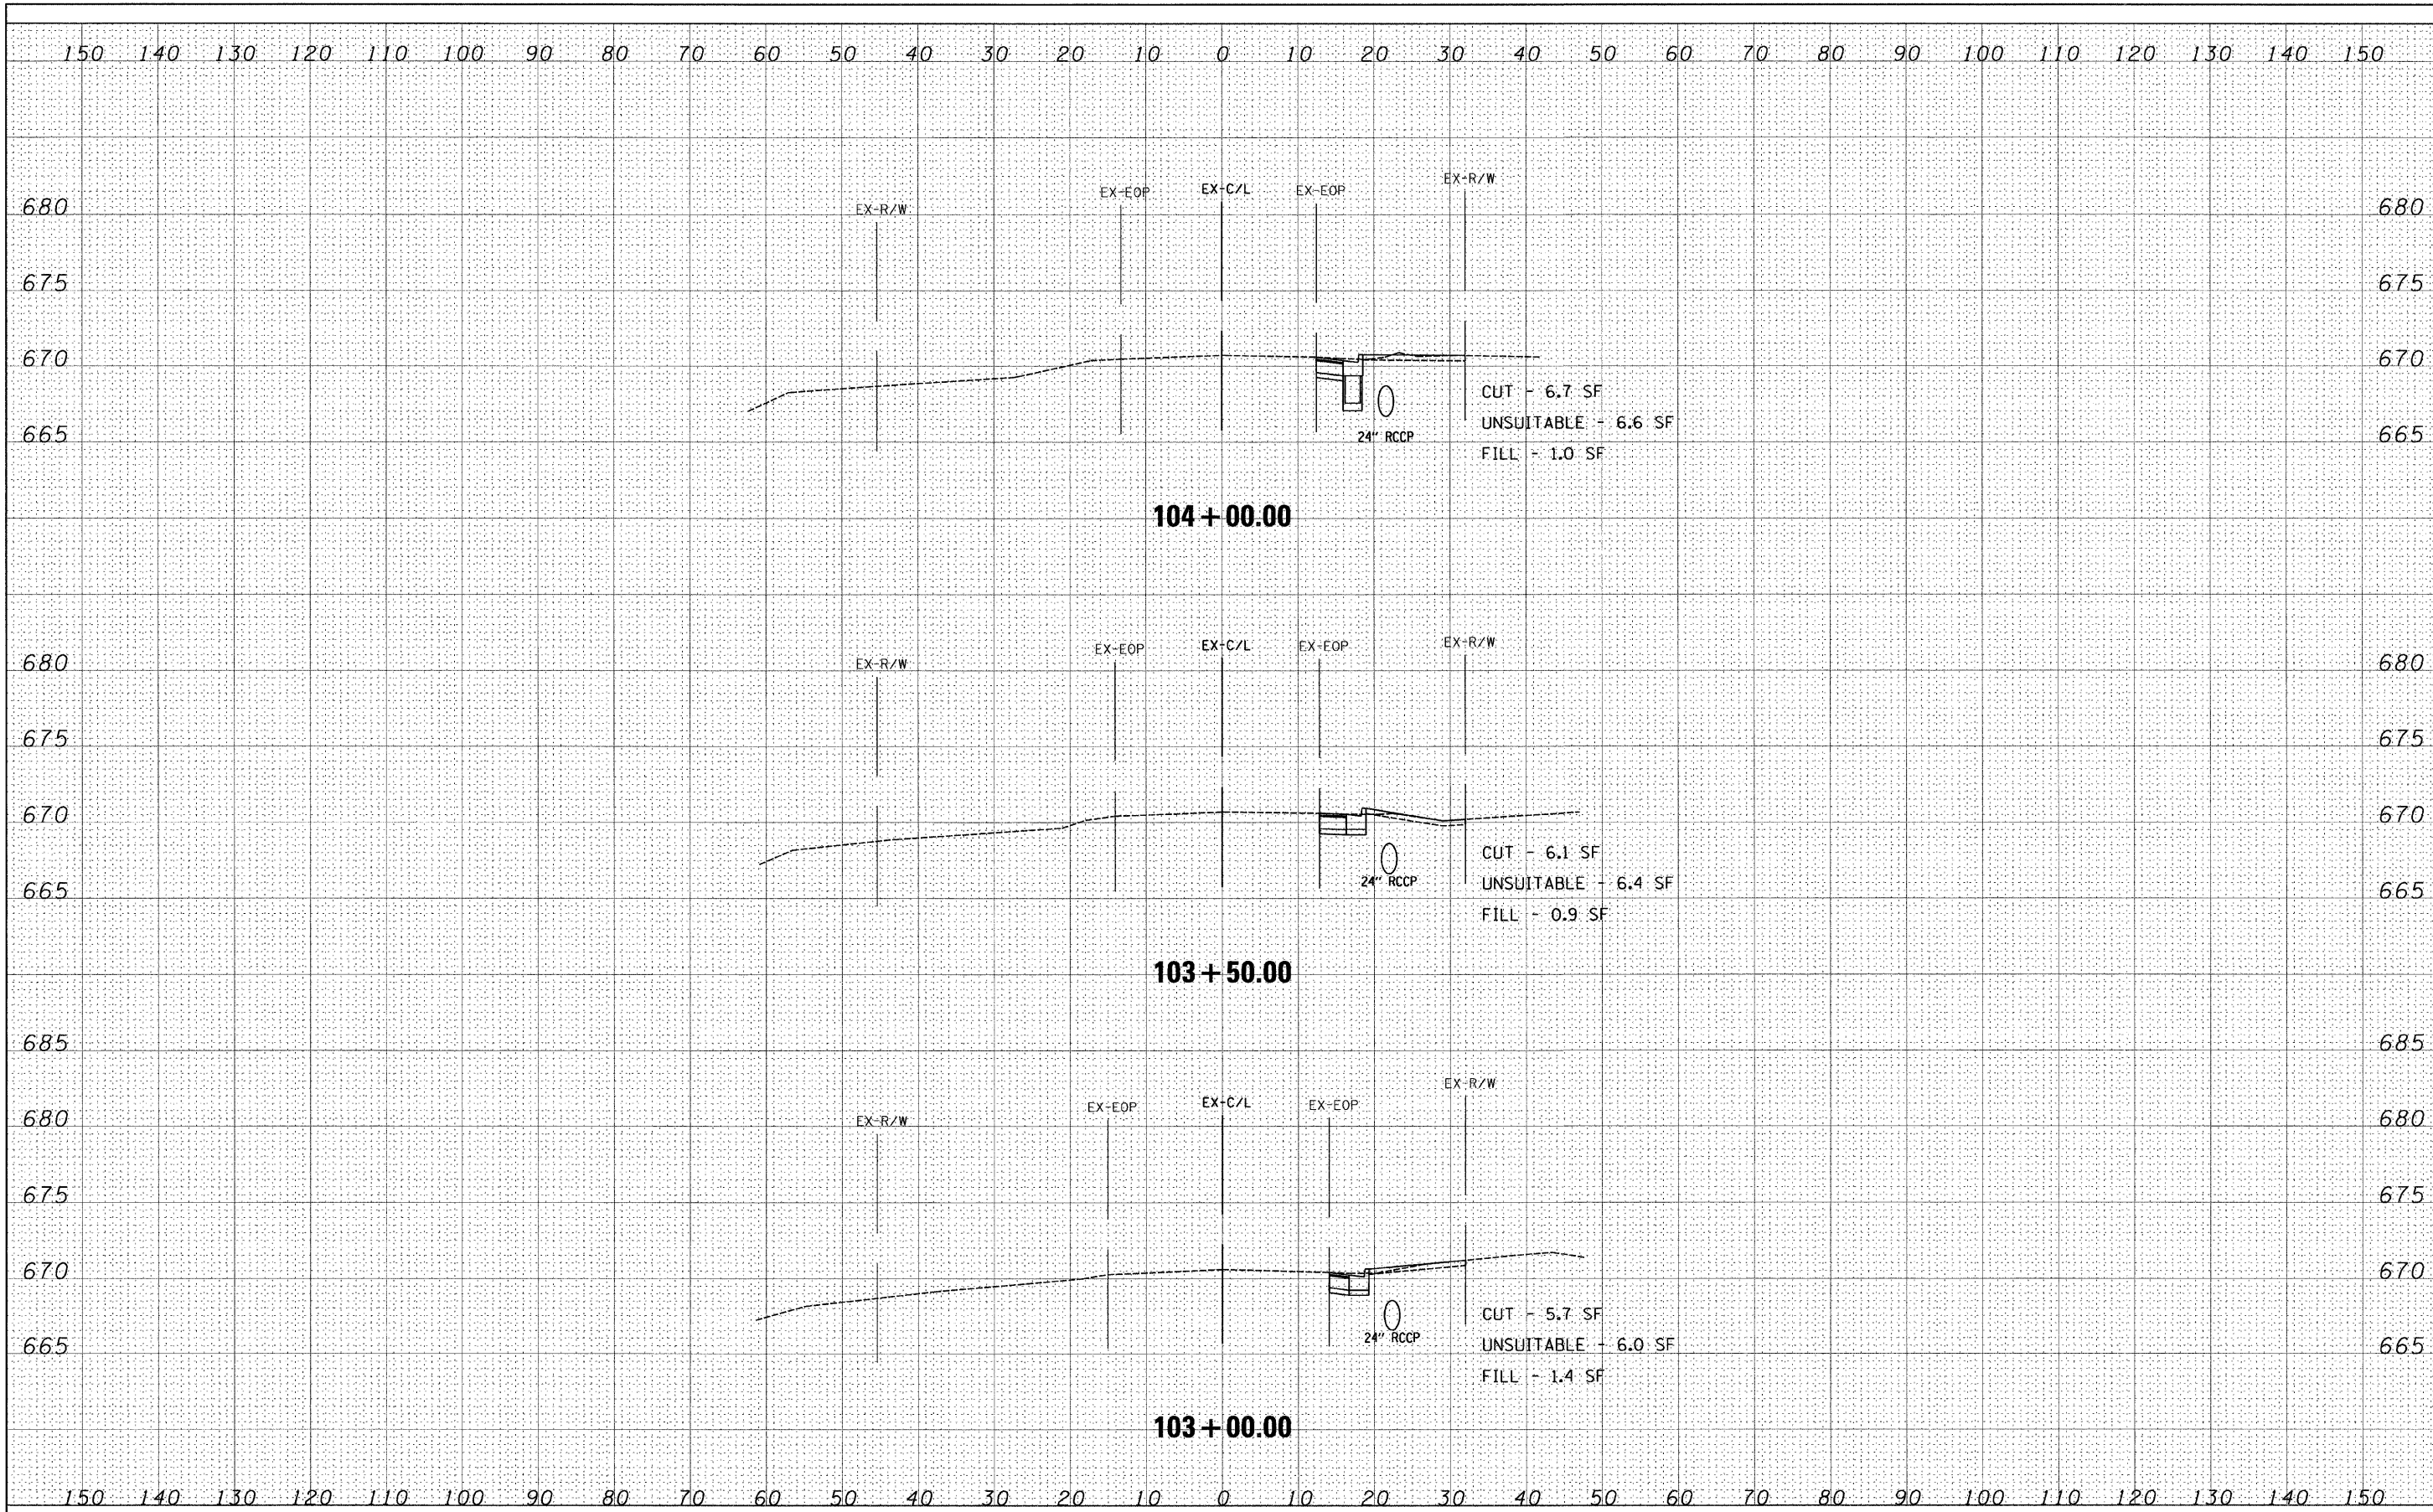 150 140 130 120 110 100 90 80 70 60 50 40 30 20 10 0 10 20 30 40 50 60 70 80 90 100 110 120 130 140 150
EX-R/W
EX-EOP
EX-C/L
EX-EOP
EX-R/W
680 680
675 675
670 670
CUT - 6.7 SF
UNSUITABLE - 6.6 SF
24" RCCP
665 665
FILL - 1.0 SF
104+00.00
EX-R/W
EX-EOP
EX-C/L
EX-EOP
EX-R/W
680 680
675 675
670 670
CUT - 6.1 SF
UNSUITABLE - 6.4 SF
24" RCCP
665 665
FILL - 0.9 SF
103+50.00
685 685
EX-R/W
EX-EOP
EX-C/L
EX-EOP
EX-R/W
680 680
675 675
670 670
CUT - 5.7 SF
24" RCCP
UNSUITABLE - 6.0 SF
665 665
FILL - 1.4 SF
103+00.00
150 140 130 120 110 100 90 80 70 60 50 40 30 20 10 0 10 20 30 40 50 60 70 80 90 100 110 120 130 140 150